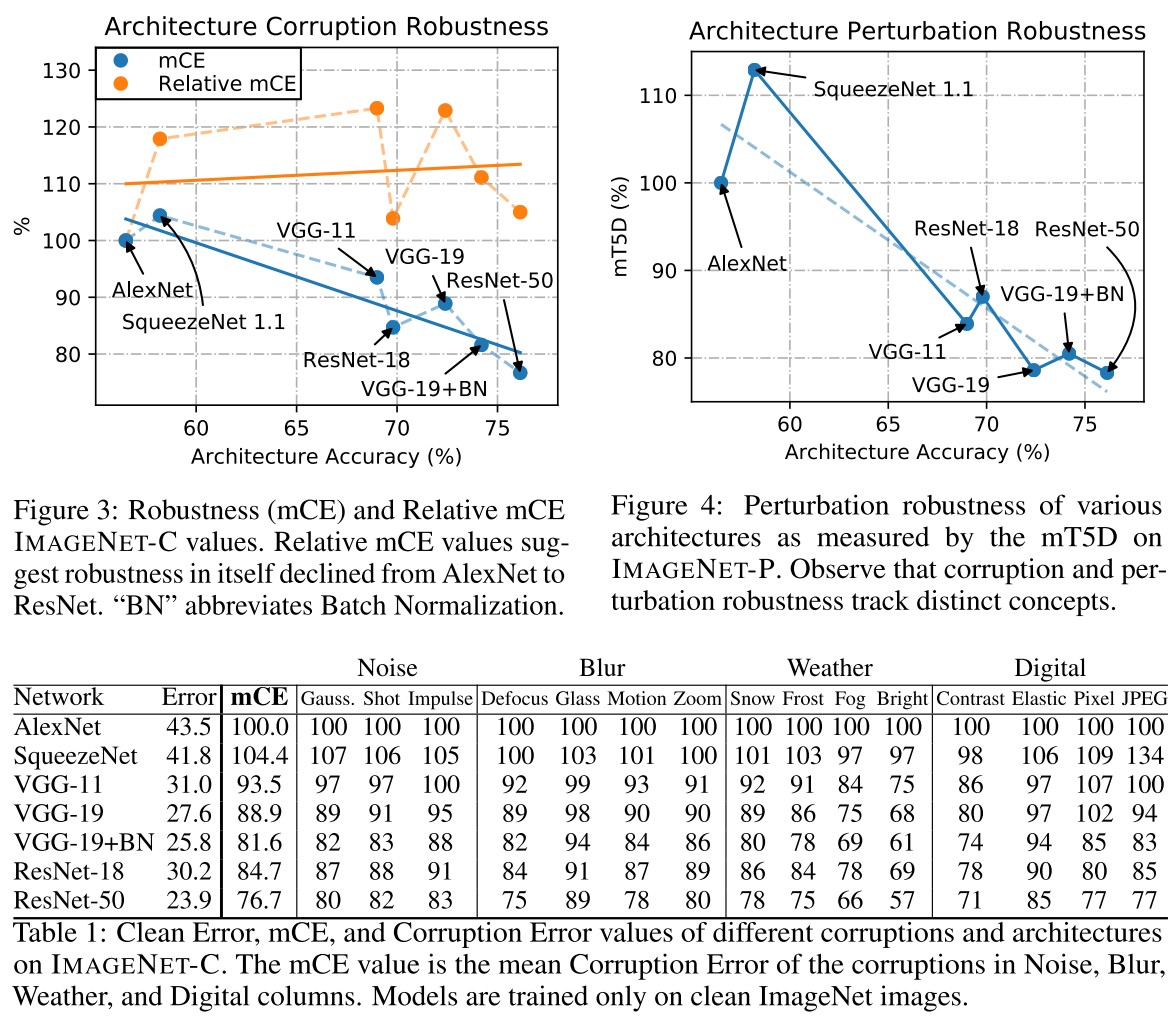 Architecture Corruption Robustness
mCE
Relative mCE
%
130
120
110
100
90
80
VGG-11
VGG-19
ResNet-50
AlexNet
SqueezeNet 1.1
ResNet-18
VGG-19+BN
60 65 70 75
Architecture Accuracy (%)
Architecture Perturbation Robustness
mT5D (%)
110
100
90
80
SqueezeNet 1.1
ResNet-18 ResNet-50
AlexNet
VGG-19+BN
VGG-11
VGG-19
60 65 70 75
Architecture Accuracy (%)
Figure 3: Robustness (mCE) and Relative mCE
IMAGENET-C values. Relative mCE values sug-
gest robustness in itself declined from AlexNet to
ResNet. “BN” abbreviates Batch Normalization.
Figure 4: Perturbation robustness of various
architectures as measured by the mT5D on
IMAGENET-P. Observe that corruption and per-
turbation robustness track distinct concepts.
Noise Blur Weather Digital
Network Error mCE Gauss. Shot Impulse Defocus Glass Motion Zoom Snow Frost Fog Bright Contrast Elastic Pixel JPEG
AlexNet 43.5 100.0 100 100 100 100 100 100 100 100 100 100 100 100 100 100 100
SqueezeNet 41.8 104.4 107 106 105 100 103 101 100 101 103 97 97 98 106 109 134
VGG-11 31.0 93.5 97 97 100 92 99 93 91 92 91 84 75 86 97 107 100
VGG-19 27.6 88.9 89 91 95 89 98 90 90 89 86 75 68 80 97 102 94
VGG-19+BN 25.8 81.6 82 83 88 82 94 84 86 80 78 69 61 74 94 85 83
ResNet-18 30.2 84.7 87 88 91 84 91 87 89 86 84 78 69 78 90 80 85
ResNet-50 23.9 76.7 80 82 83 75 89 78 80 78 75 66 57 71 85 77 77
Table 1: Clean Error, mCE, and Corruption Error values of different corruptions and architectures
on IMAGENET-C. The mCE value is the mean Corruption Error of the corruptions in Noise, Blur,
Weather, and Digital columns. Models are trained only on clean ImageNet images.